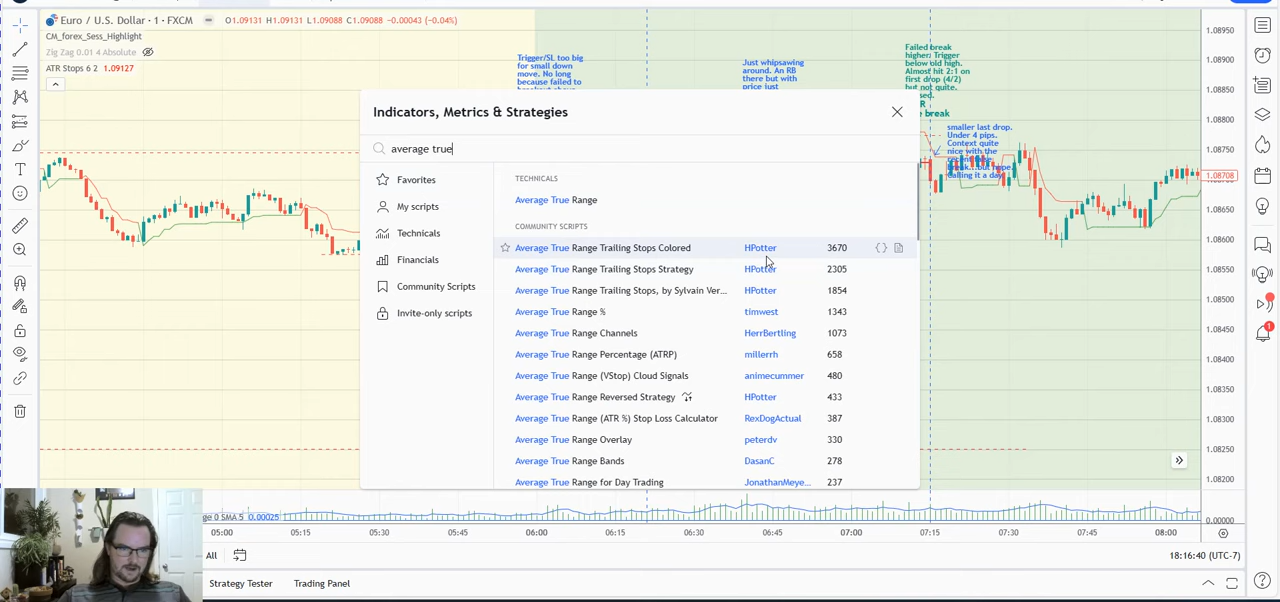 Euro / U.S. Dollar · 1 · FXCM O1.09131 H1.09131 L1.09088 C1.09088 −0.00043 (−0.04%)
CM_forex_Sess_Highlight
Zig Zag 0.01 4 Absolute
ATR Stops 6 2 1.09127
Trigger/SL too big
for small down
move. No long
because failed to
Just whipsawing
around. An RB
there but with
price just
Failed break
higher. Trigger
below old high.
Almost hit 2:1 on
first drop (4/2)
but not quite.
break
smaller last drop.
Under 4 pips.
Context quite
nice with the
Indicators, Metrics & Strategies
average true
Favorites
My scripts
Technicals
Financials
Community Scripts
Invite-only scripts
TECHNICALS
Average True Range
COMMUNITY SCRIPTS
Average True Range Trailing Stops Colored HPotter 3670
Average True Range Trailing Stops Strategy HPotter 2305
Average True Range Trailing Stops, by Sylvain Ver... HPotter 1854
Average True Range % timwest 1343
Average True Range Channels HerrBertling 1073
Average True Range Percentage (ATRP) millerrh 658
Average True Range (VStop) Cloud Signals animecummer 480
Average True Range Reversed Strategy HPotter 433
Average True Range (ATR %) Stop Loss Calculator RexDogActual 387
Average True Range Overlay peterdv 330
Average True Range Bands DasanC 278
Average True Range for Day Trading JonathanMeye... 237
1.08950
1.08900
1.08850
1.08800
1.08750
1.08708
1.08600
1.08550
1.08500
1.08450
1.08400
1.08350
1.08300
1.08250
1.08200
0.00000
1
ge 0 SMA 5 0.00025
05:00 05:15 05:30 05:45 06:00 06:15 06:30 06:45 07:00 07:15 07:30 07:45 08:00
All
18:16:40 (UTC-7)
Strategy Tester Trading Panel